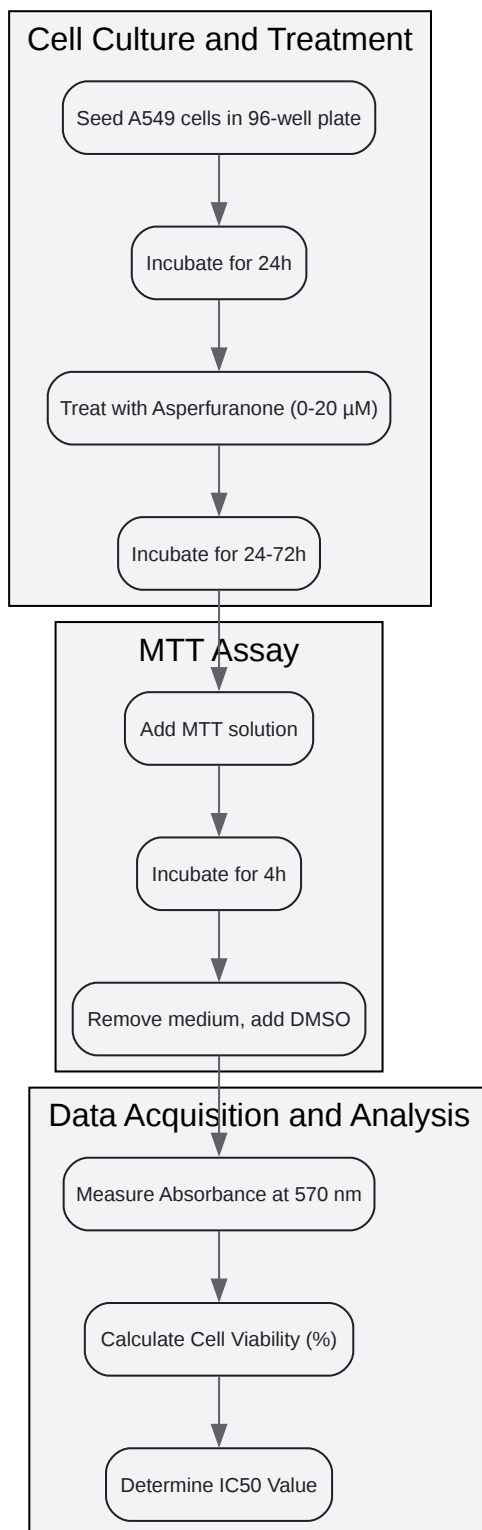 Cell Culture and Treatment
Seed A549 cells in 96-well plate
Incubate for 24h
Treat with Asperfuranone (0-20 µM)
Incubate for 24-72h
MTT Assay
Add MTT solution
Incubate for 4h
Remove medium, add DMSO
Data Acquisition and Analysis
Measure Absorbance at 570 nm
Calculate Cell Viability (%)
Determine IC50 Value